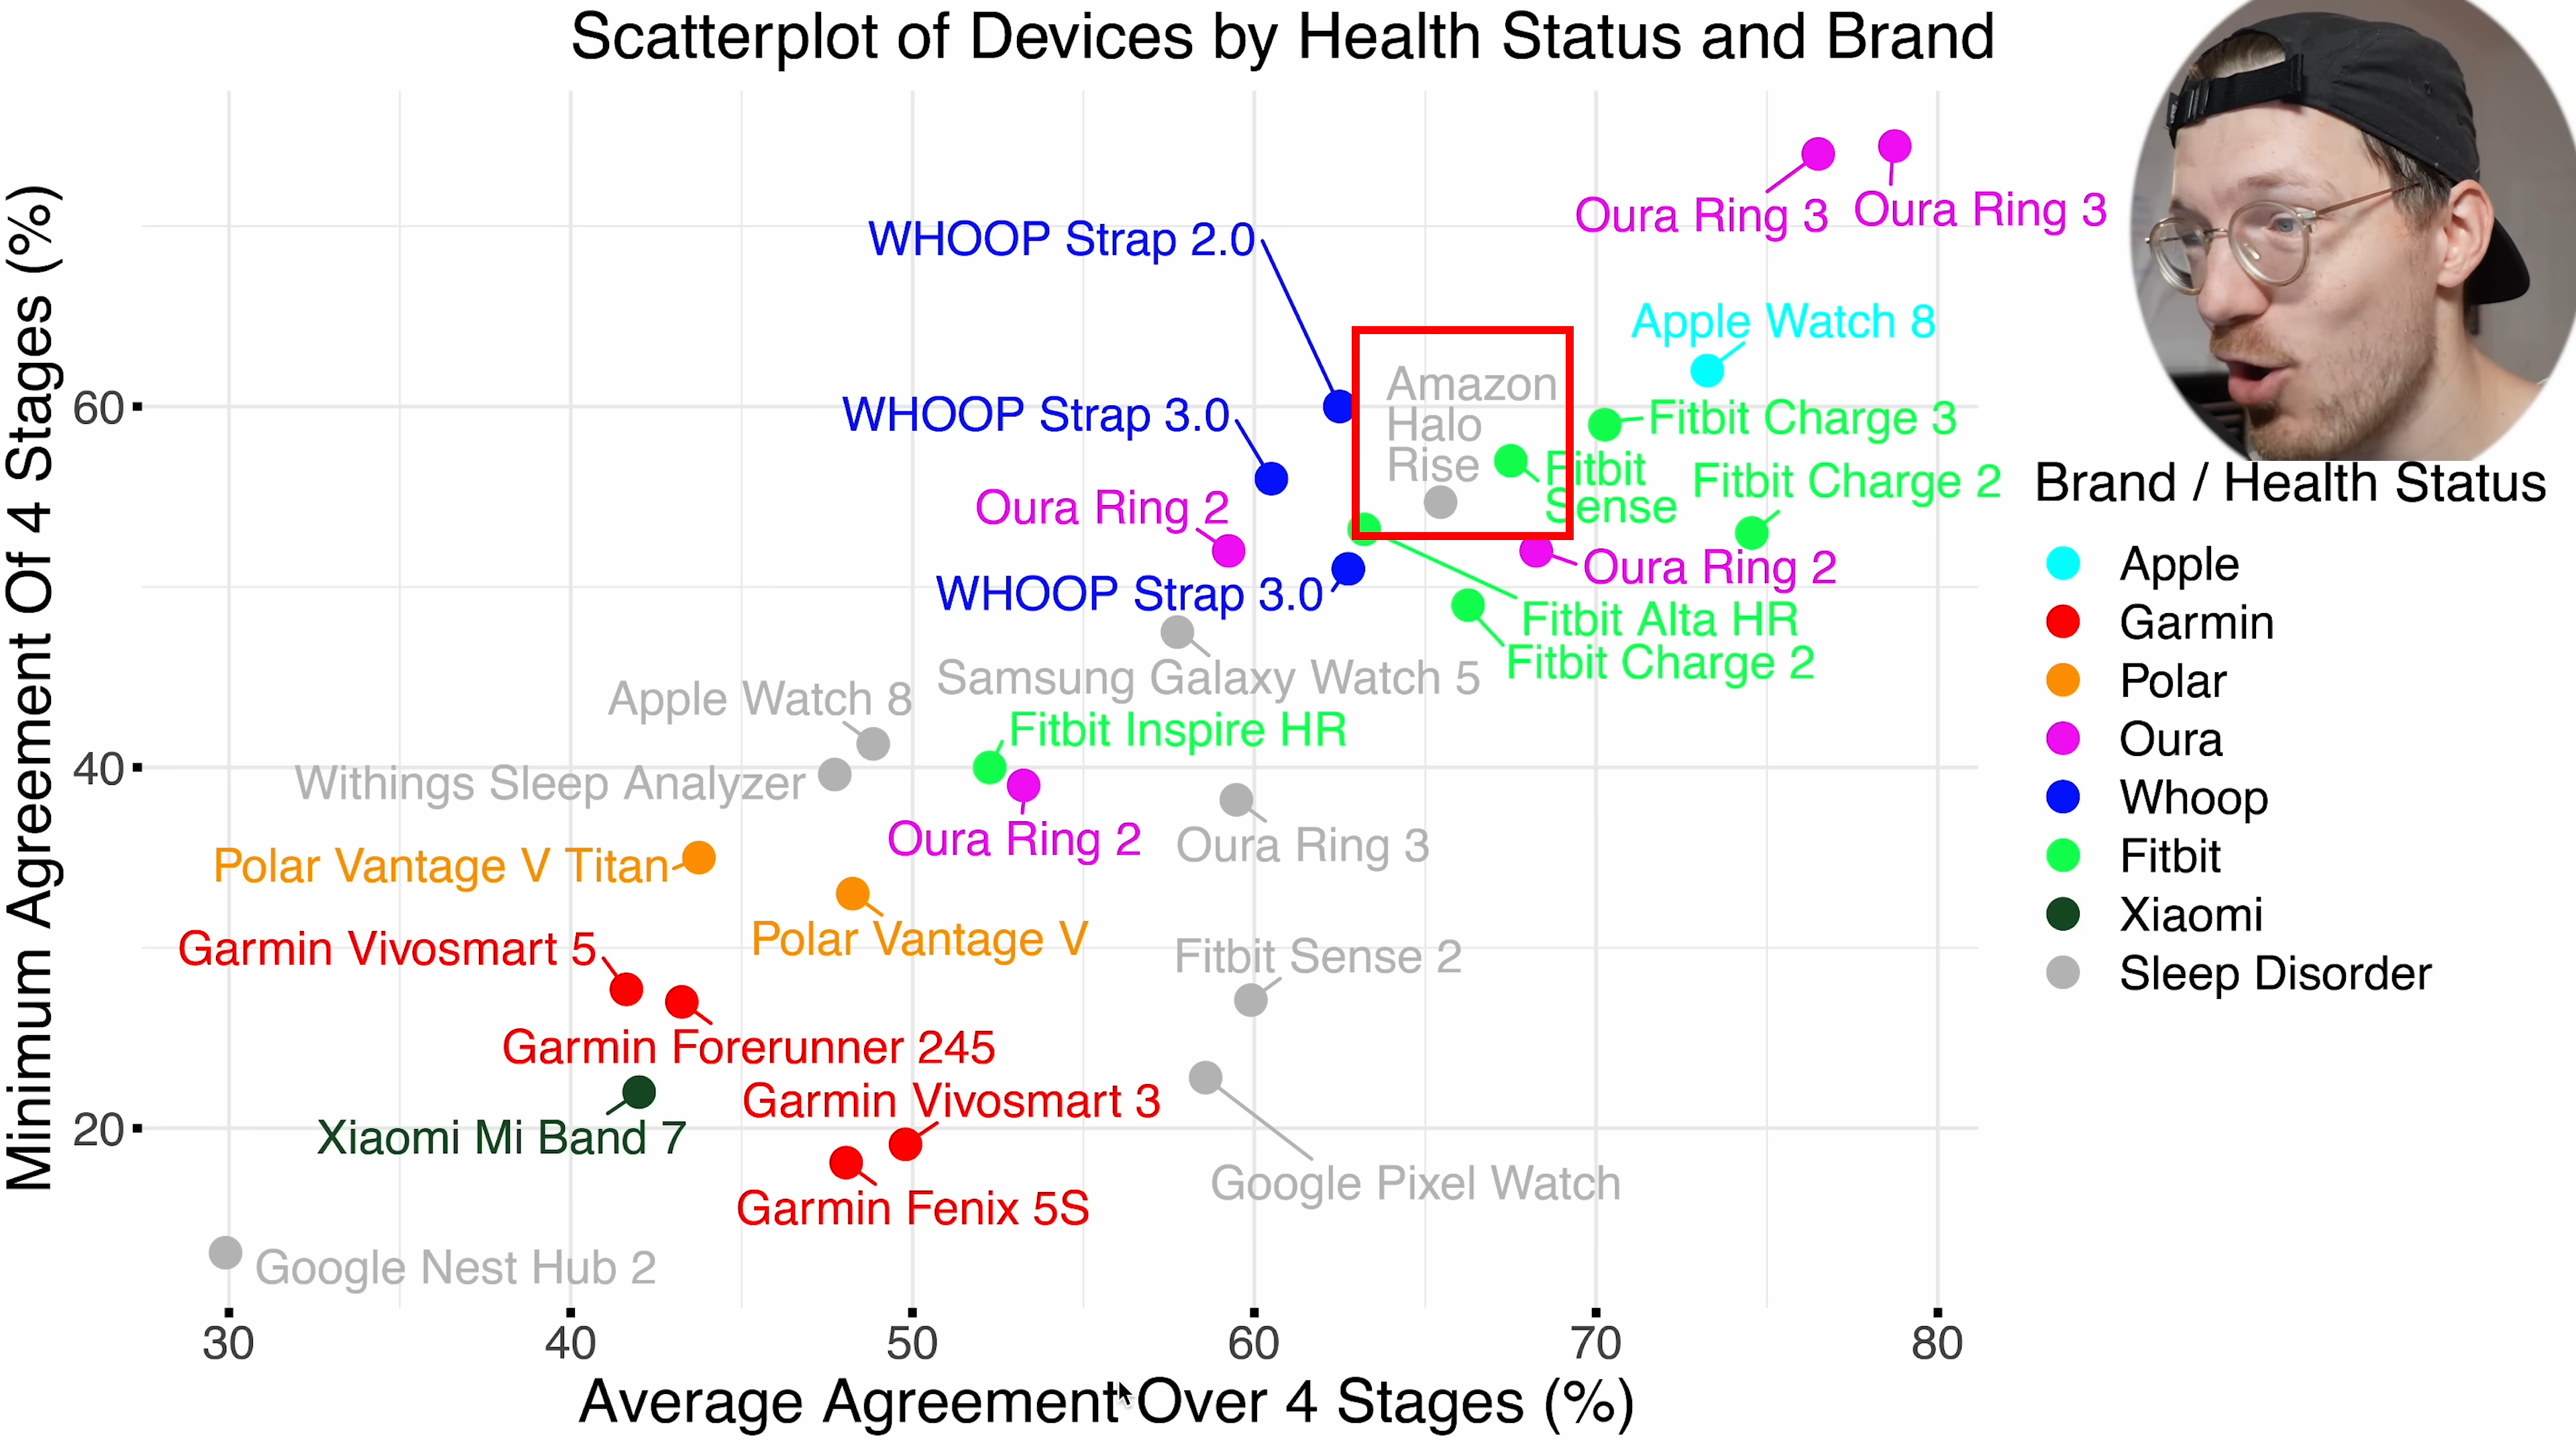 Scatterplot of Devices by Health Status and Brand
Minimum Agreement Of 4 Stages (%)
60
40
20
Oura Ring 3
Oura Ring 3
WHOOP Strap 2.0
Apple Watch 8
Amazon
Halo
Rise
WHOOP Strap 3.0
Fitbit Charge 3
Fitbit
Sense
Fitbit Charge 2
Oura Ring 2
Oura Ring 2
WHOOP Strap 3.0
Fitbit Alta HR
Fitbit Charge 2
Samsung Galaxy Watch 5
Apple Watch 8
Fitbit Inspire HR
Withings Sleep Analyzer
Oura Ring 2
Oura Ring 3
Polar Vantage V Titan
Polar Vantage V
Garmin Vivosmart 5
Fitbit Sense 2
Garmin Forerunner 245
Garmin Vivosmart 3
Xiaomi Mi Band 7
Google Pixel Watch
Garmin Fenix 5S
Google Nest Hub 2
30
40
50
60
70
80
Average Agreement Over 4 Stages (%)
Brand / Health Status
Apple
Garmin
Polar
Oura
Whoop
Fitbit
Xiaomi
Sleep Disorder